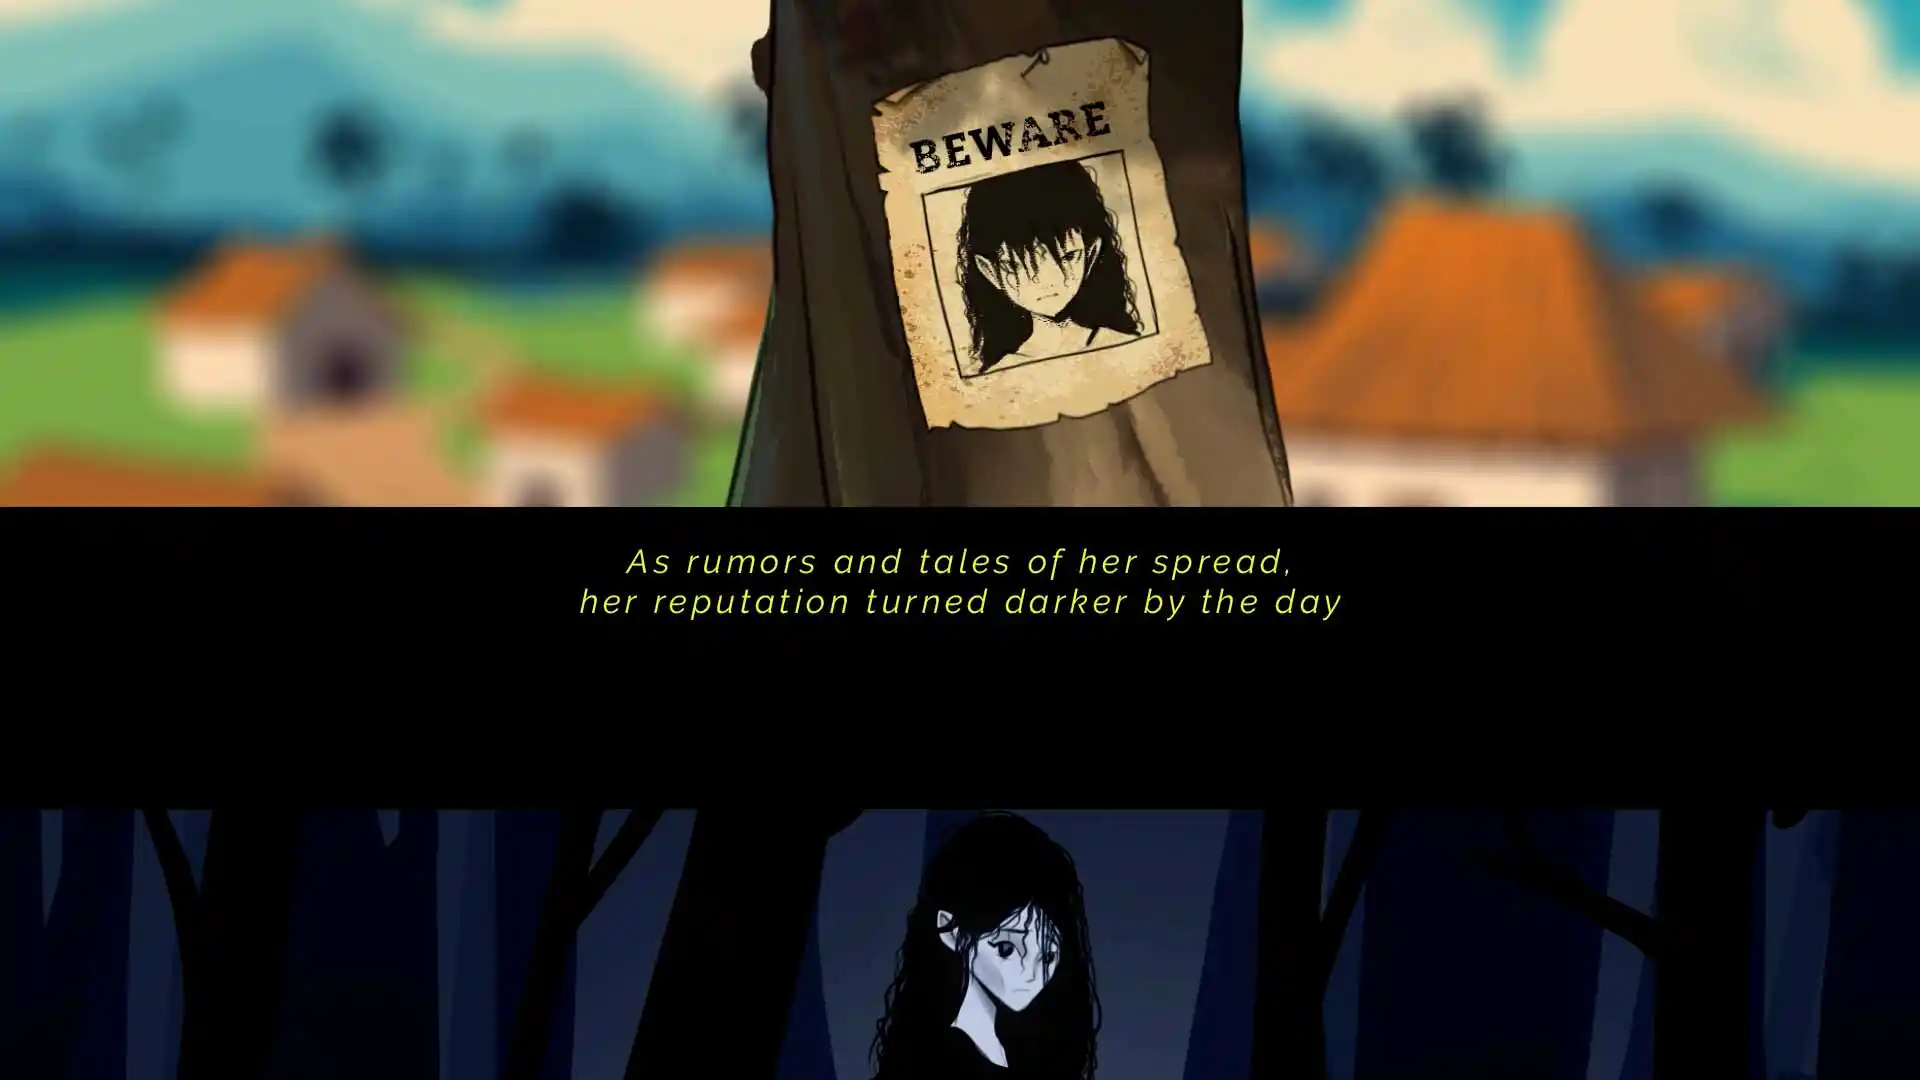 BEWARE
As rumors and tales of her spread,
her reputation turned darker by the day